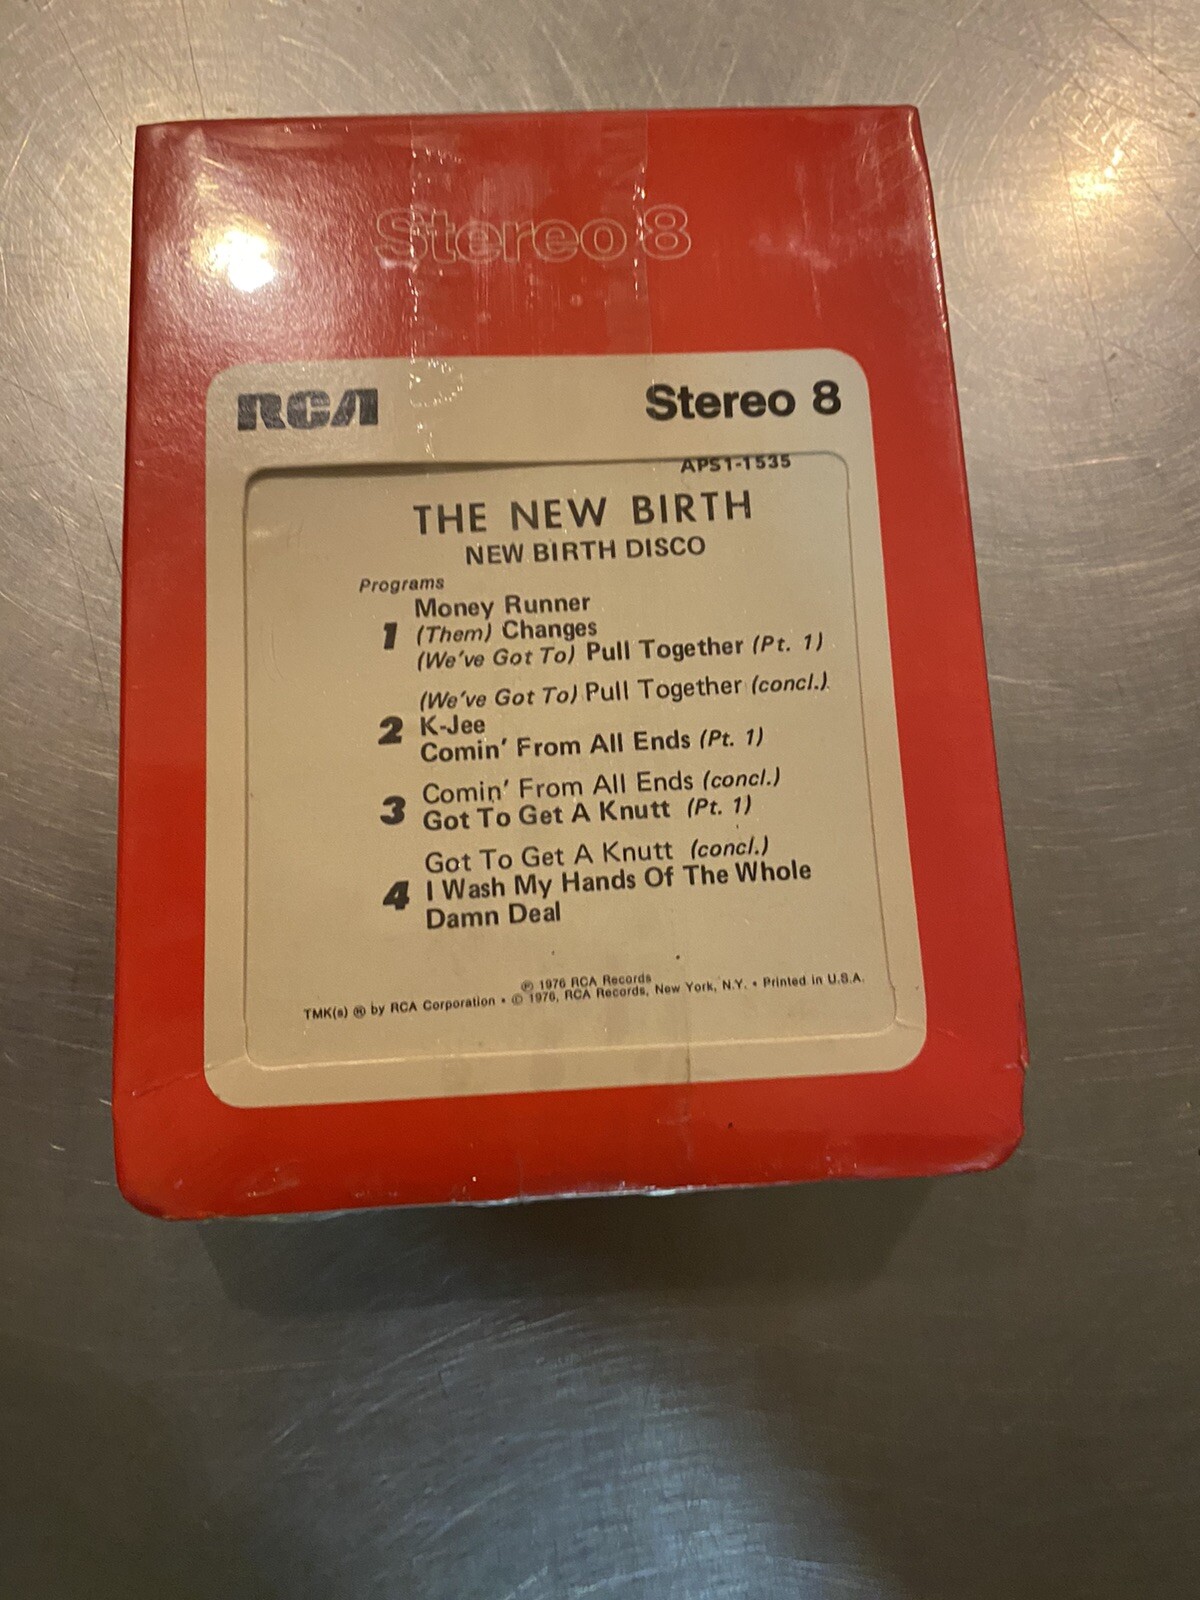 Stereo 8
RCA
Stereo 8
APS1-1535
THE NEW BIRTH
NEW BIRTH DISCO
Programs
Money Runner
1 (Them) Changes
(We've Got To) Pull Together (Pt. 1)
(We've Got To) Pull Together (concl.)
2 K-Jee
Comin' From All Ends (Pt. 1)
Comin' From All Ends (concl.)
3 Got To Get A Knutt (Pt. 1)
Got To Get A Knutt (concl.)
4 I Wash My Hands Of The Whole
Damn Deal
℗ 1976 RCA Records
TMK(s) ® by RCA Corporation • © 1976, RCA Records, New York, N.Y. • Printed in U.S.A.